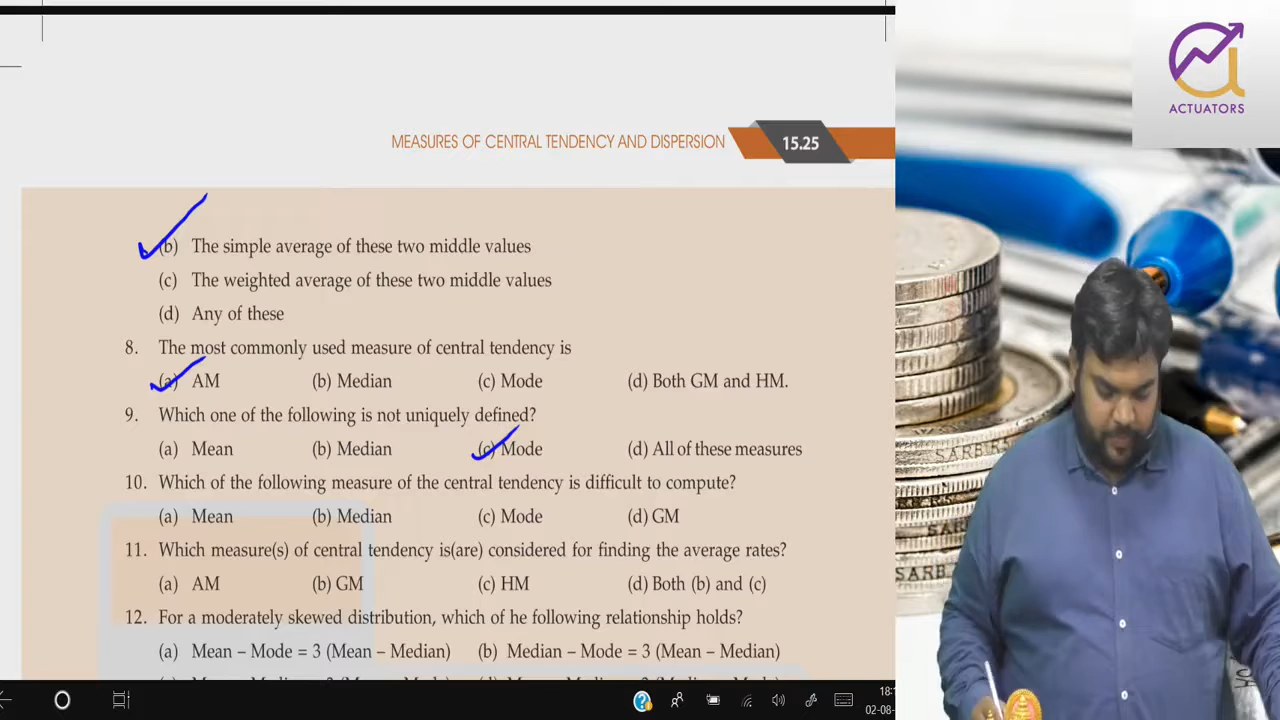 ACTUATORS
MEASURES OF CENTRAL TENDENCY AND DISPERSION 15.25
(b) The simple average of these two middle values
(c) The weighted average of these two middle values
(d) Any of these
8. The most commonly used measure of central tendency is
(a) AM (b) Median (c) Mode (d) Both GM and HM.
9. Which one of the following is not uniquely defined?
(a) Mean (b) Median (c) Mode (d) All of these measures
10. Which of the following measure of the central tendency is difficult to compute?
(a) Mean (b) Median (c) Mode (d) GM
11. Which measure(s) of central tendency is(are) considered for finding the average rates?
(a) AM (b) GM (c) HM (d) Both (b) and (c)
12. For a moderately skewed distribution, which of he following relationship holds?
(a) Mean – Mode = 3 (Mean – Median) (b) Median – Mode = 3 (Mean – Median)
02-08-